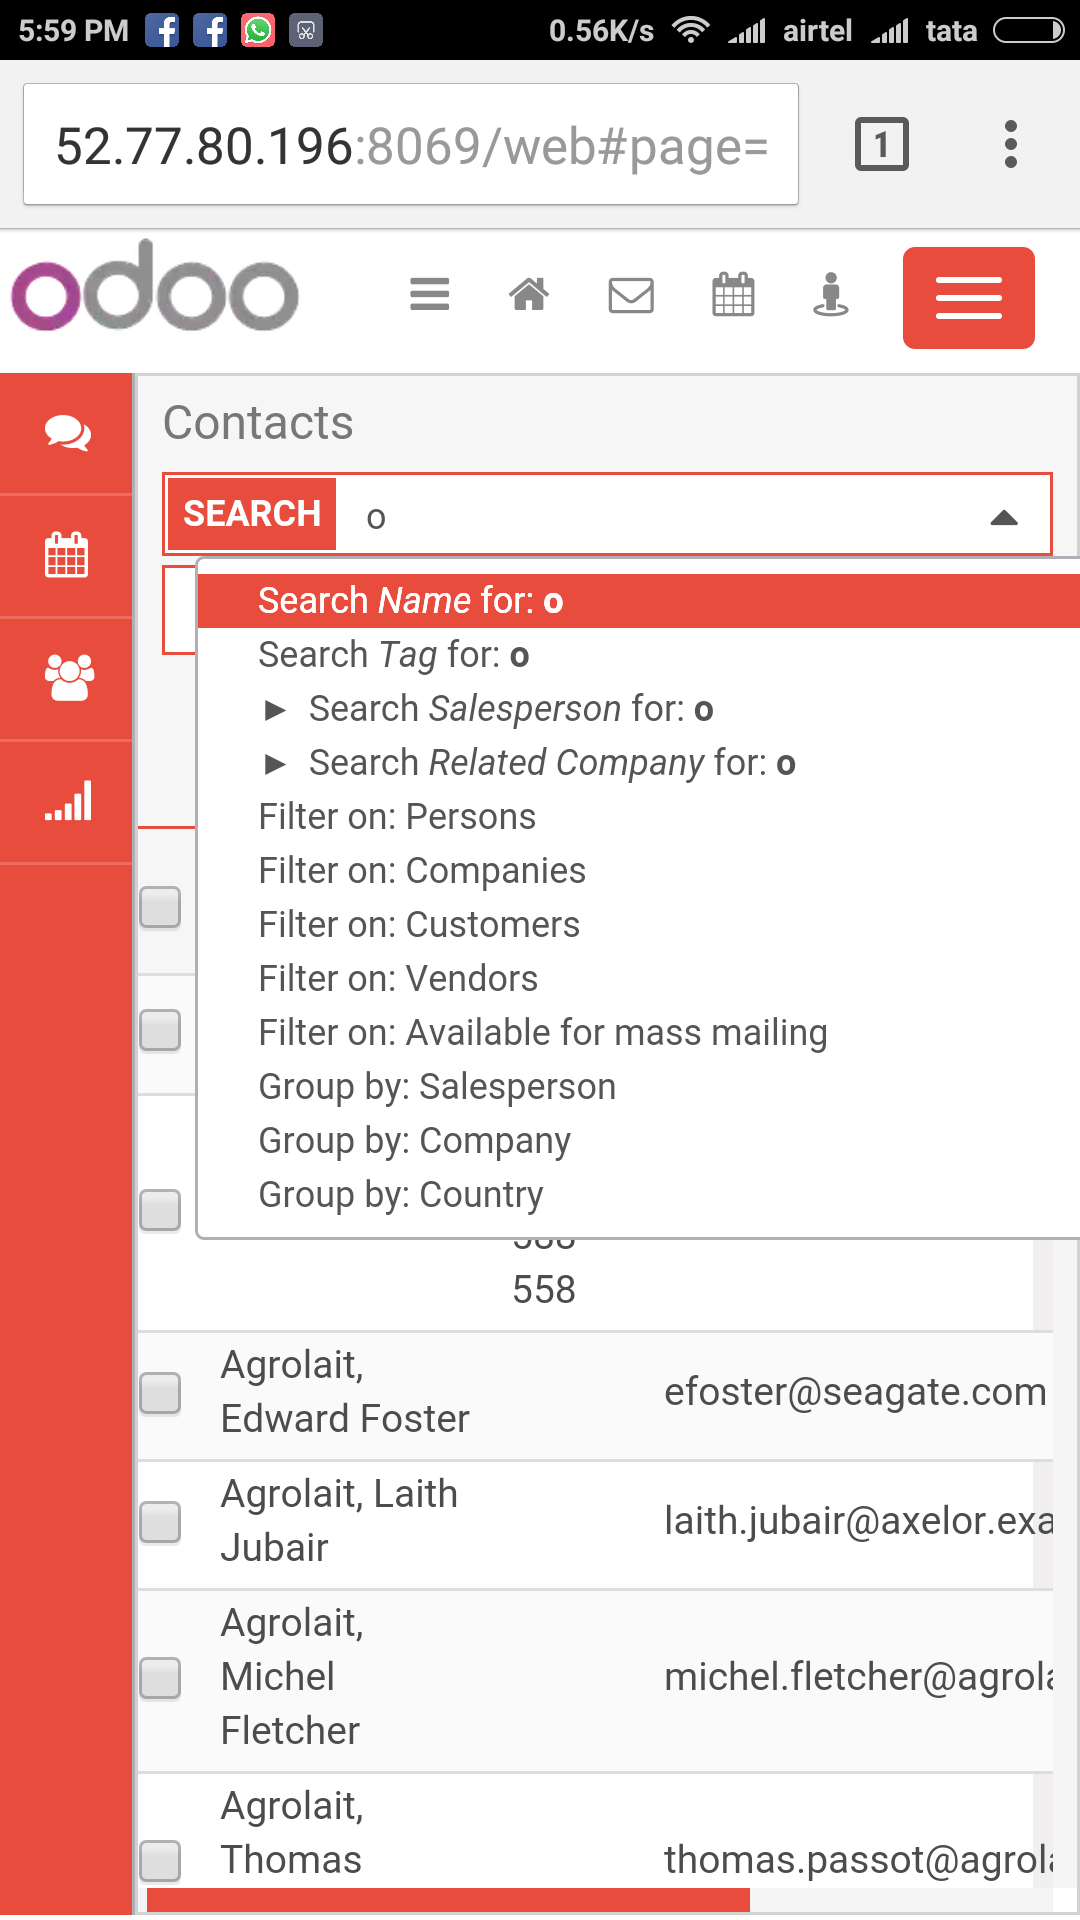 5:59 PM 0.56K/s airtel tata
52.77.80.196:8069/web#page=
1
odoo
Contacts
SEARCH o
Search Name for: o
Search Tag for: o
► Search Salesperson for: o
► Search Related Company for: o
Filter on: Persons
Filter on: Companies
Filter on: Customers
Filter on: Vendors
Filter on: Available for mass mailing
Group by: Salesperson
Group by: Company
Group by: Country
558
Agrolait,
Edward Foster
efoster@seagate.com
Agrolait, Laith
Jubair
laith.jubair@axelor.exa
Agrolait,
Michel
Fletcher
michel.fletcher@agrola
Agrolait,
Thomas
thomas.passot@agrola